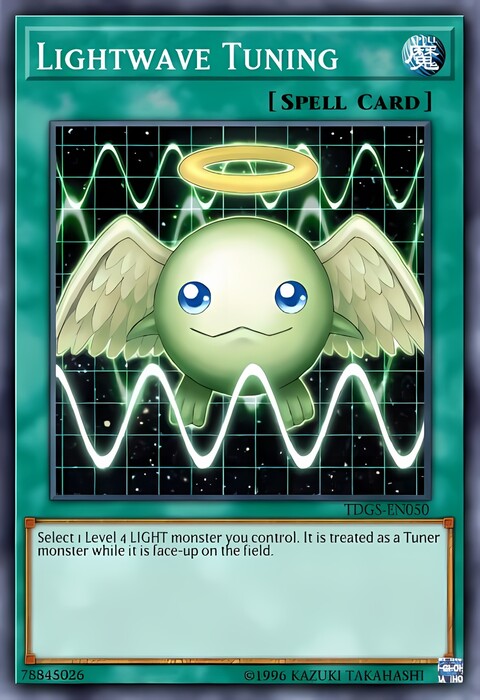 Lightwave Tuning
魔
[Spell Card]
TDGS-EN050
Select 1 Level 4 LIGHT monster you control. It is treated as a Tuner
monster while it is face-up on the field.
78845026
©1996 KAZUKI TAKAHASHI